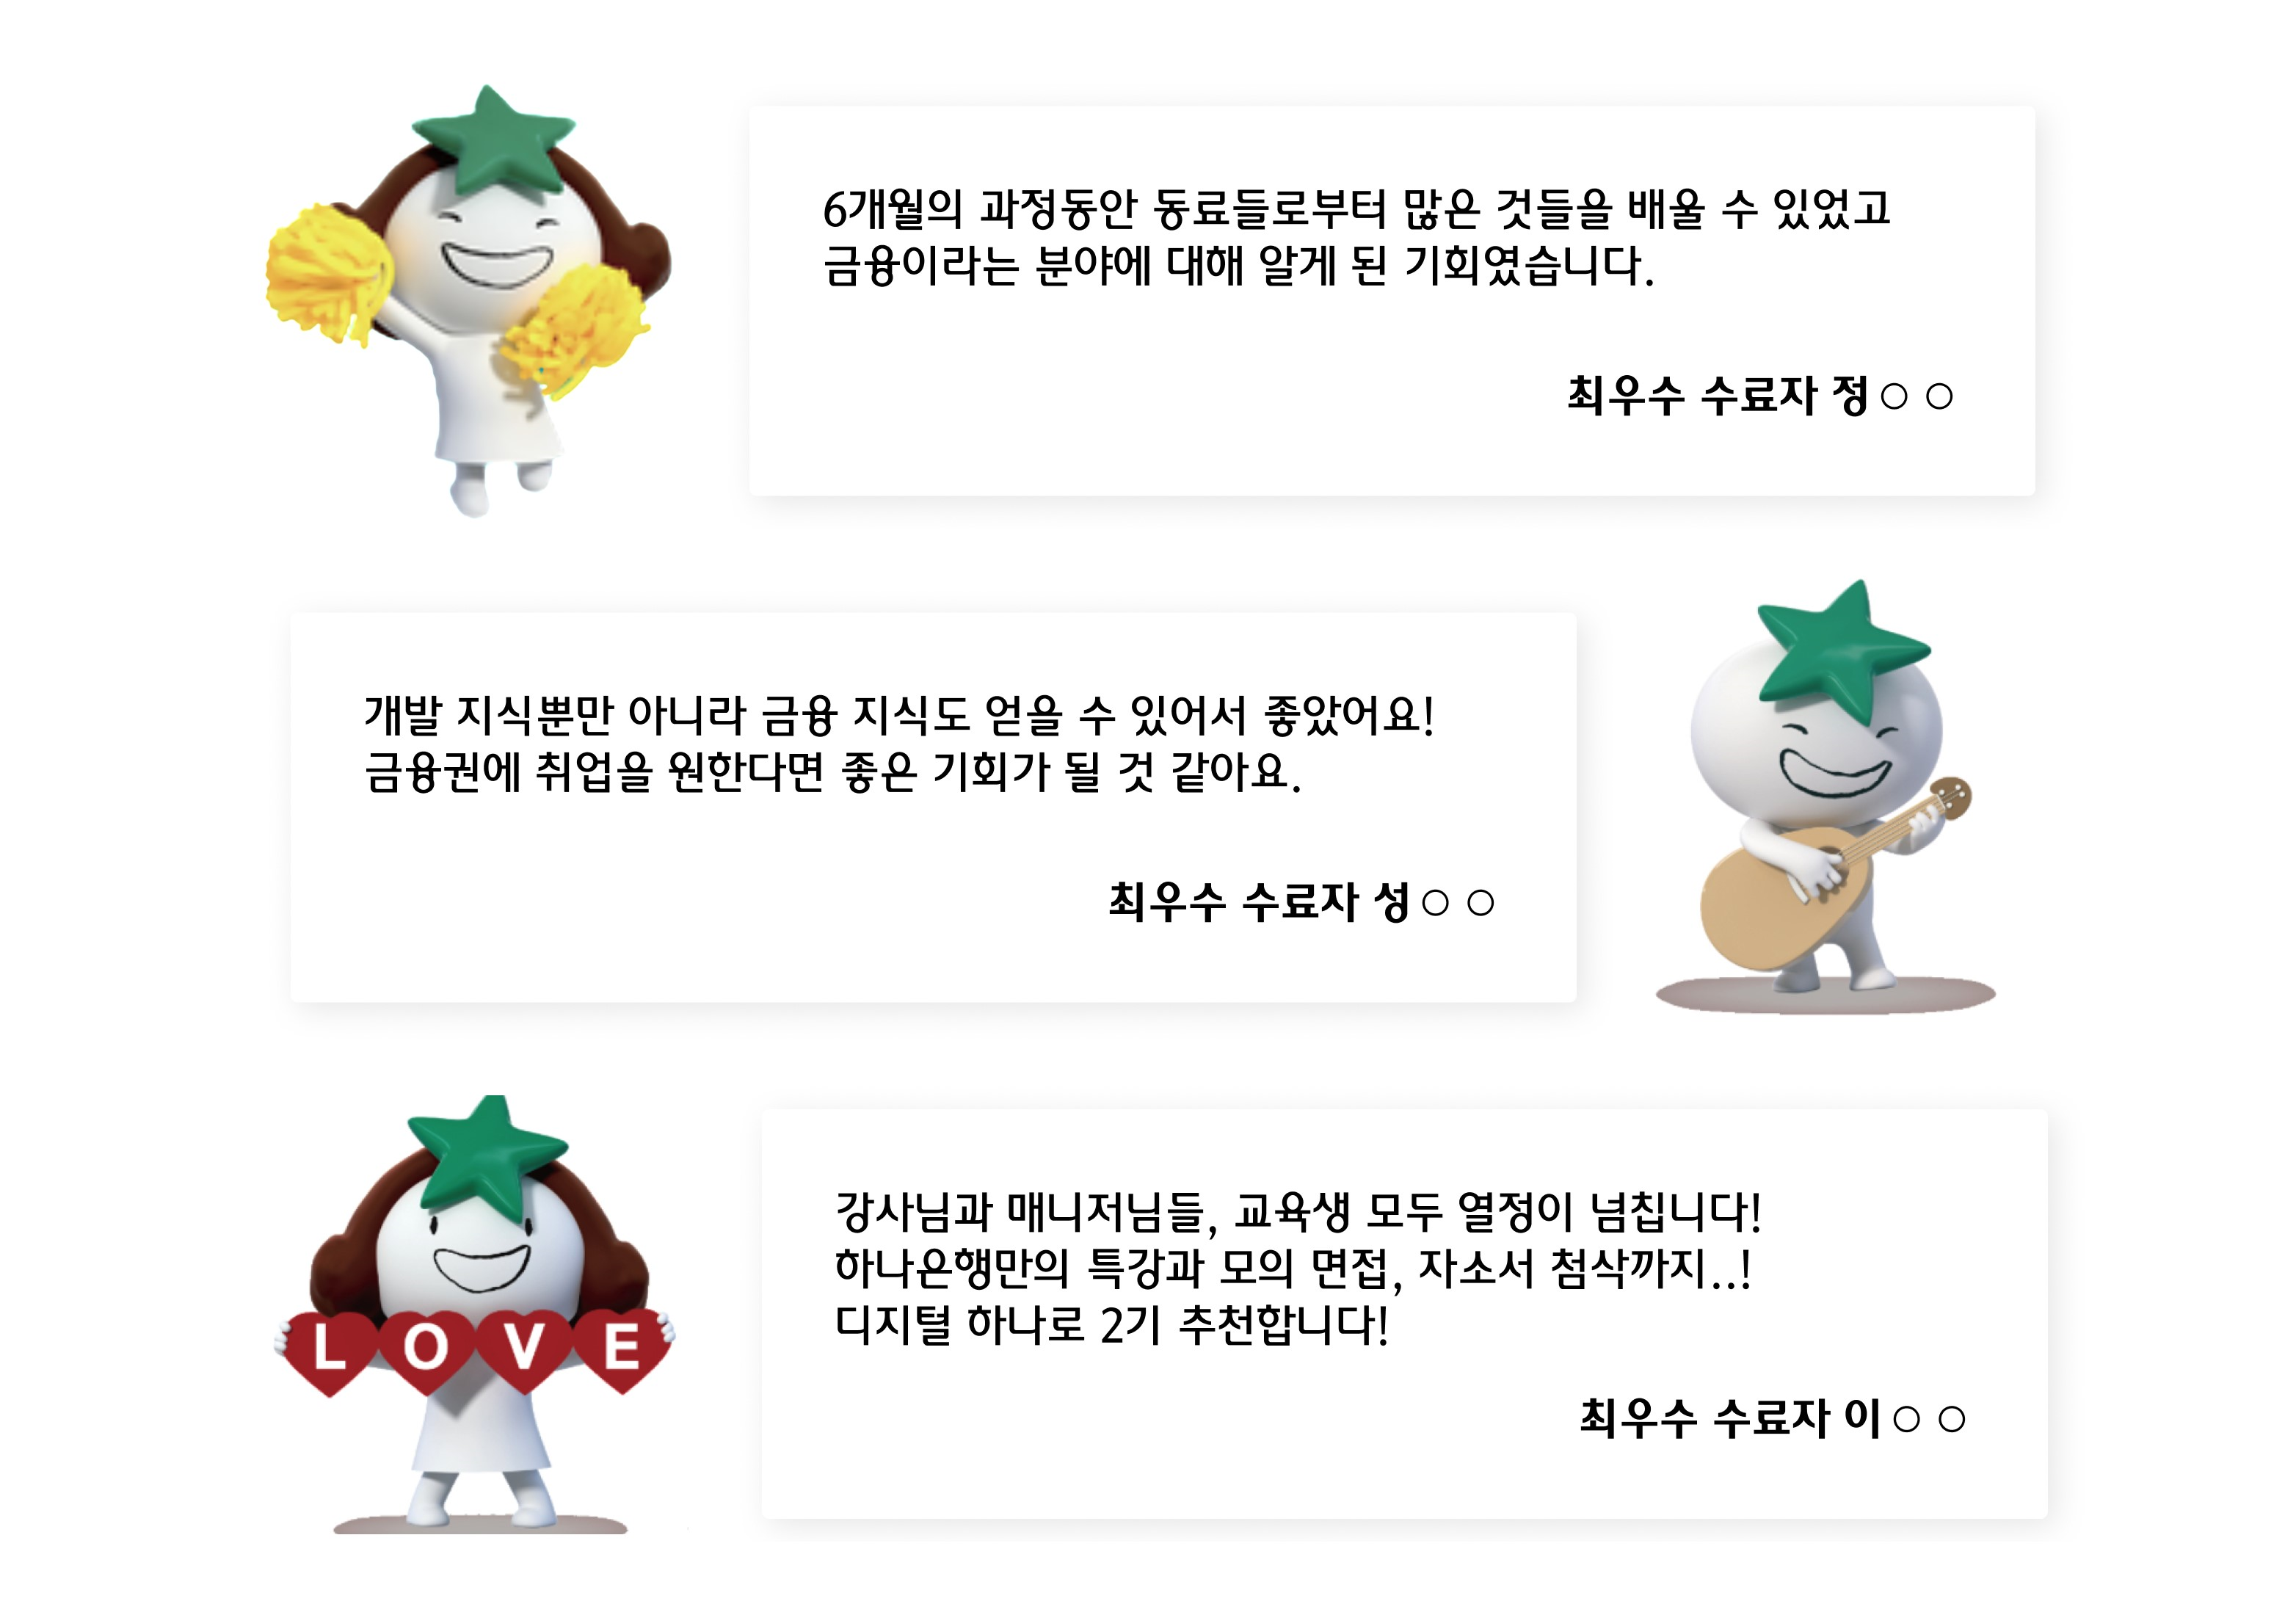 6개월의 과정동안 동료들로부터 많은 것들을 배울 수 있었고
금융이라는 분야에 대해 알게 된 기회였습니다.
최우수 수료자 정○ ○
개발 지식뿐만 아니라 금융 지식도 얻을 수 있어서 좋았어요!
금융권에 취업을 원한다면 좋은 기회가 될 것 같아요.
최우수 수료자 성○ ○
강사님과 매니저님들, 교육생 모두 열정이 넘칩니다!
하나은행만의 특강과 모의 면접, 자소서 첨삭까지..!
디지털 하나로 2기 추천합니다!
LOVE
최우수 수료자 이○ ○